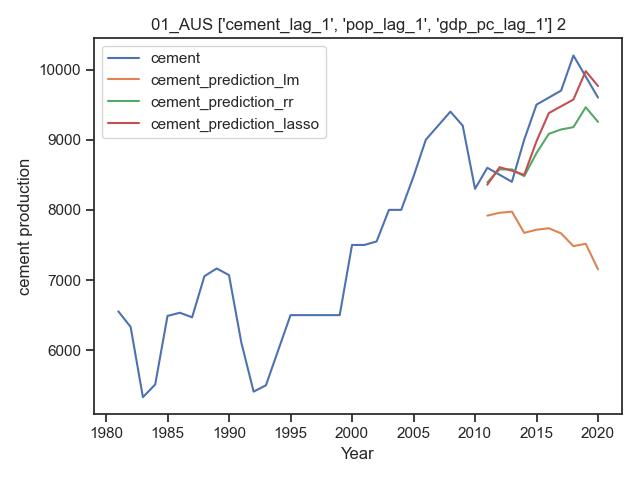 01_AUS ['cement_lag_1', 'pop_lag_1', 'gdp_pc_lag_1'] 2
cement
cement_prediction_lm
cement_prediction_rr
cement_prediction_lasso
10000
9000
8000
7000
6000
cement production
1980 1985 1990 1995 2000 2005 2010 2015 2020
Year